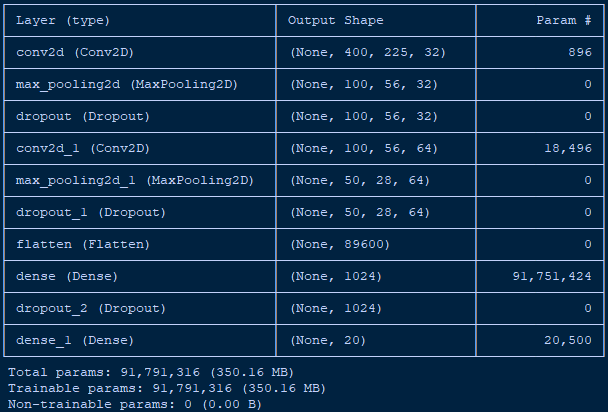 Layer (type) Output Shape Param #
conv2d (Conv2D) (None, 400, 225, 32) 896
max_pooling2d (MaxPooling2D) (None, 100, 56, 32) 0
dropout (Dropout) (None, 100, 56, 32) 0
conv2d_1 (Conv2D) (None, 100, 56, 64) 18,496
max_pooling2d_1 (MaxPooling2D) (None, 50, 28, 64) 0
dropout_1 (Dropout) (None, 50, 28, 64) 0
flatten (Flatten) (None, 89600) 0
dense (Dense) (None, 1024) 91,751,424
dropout_2 (Dropout) (None, 1024) 0
dense_1 (Dense) (None, 20) 20,500
Total params: 91,791,316 (350.16 MB)
Trainable params: 91,791,316 (350.16 MB)
Non-trainable params: 0 (0.00 B)